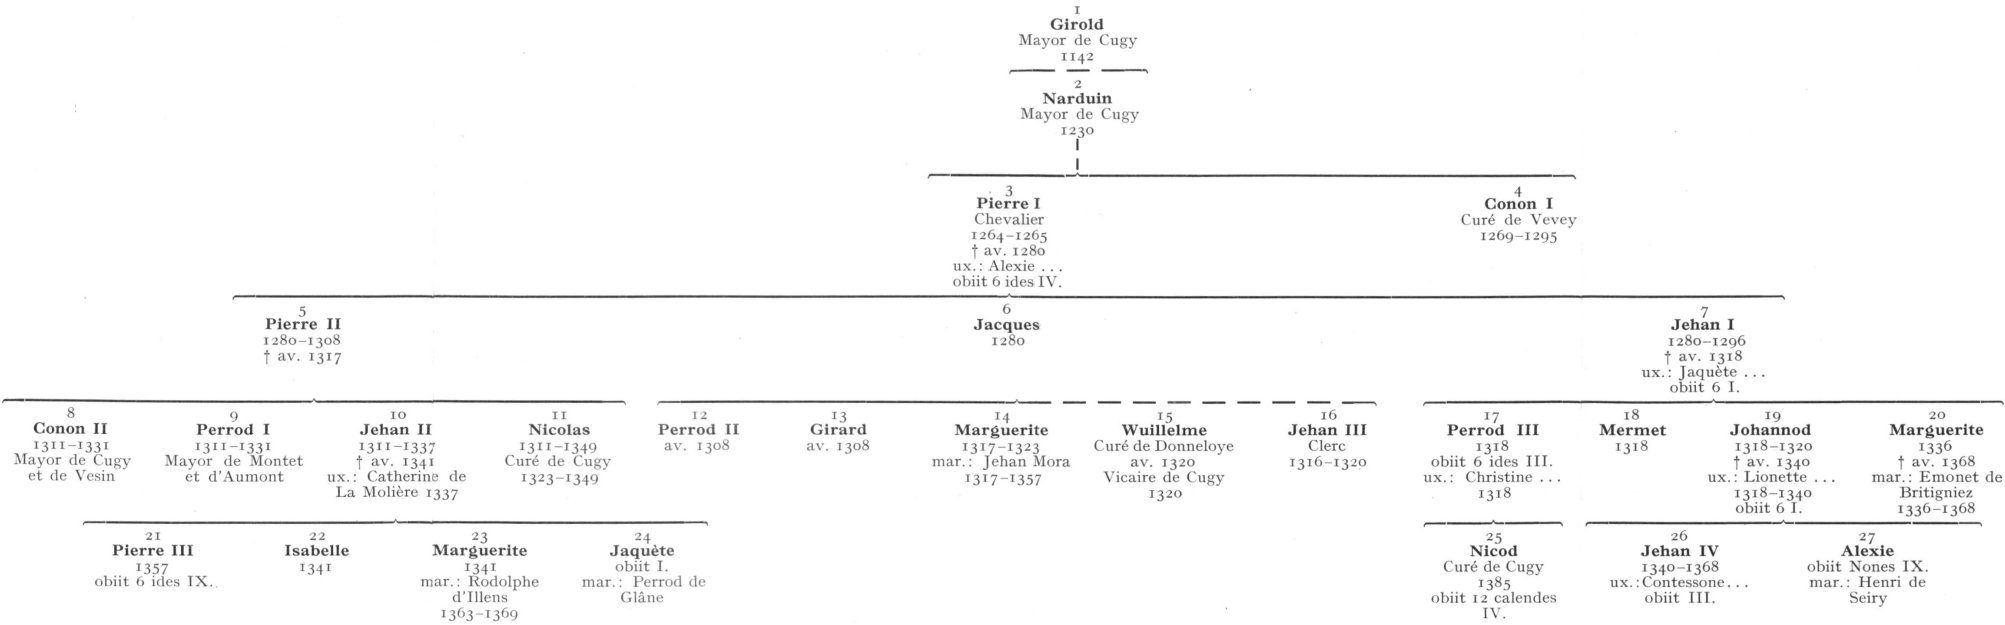 1
Girold
Mayor de Cugy
1142
2
Narduin
Mayor de Cugy
1230
3
Pierre I
Chevalier
1264–1265
† av. 1280
ux.: Alexie ...
obiit 6 ides IV.
4
Conon I
Curé de Vevey
1269–1295
5
Pierre II
1280–1308
† av. 1317
6
Jacques
1280
7
Jehan I
1280–1296
† av. 1318
ux.: Jaquète ...
obiit 6 I.
8
Conon II
1311–1331
Mayor de Cugy
et de Vesin
9
Perrod I
1311–1331
Mayor de Montet
et d'Aumont
10
Jehan II
1311–1337
† av. 1341
ux.: Catherine de
La Molière 1337
11
Nicolas
1311–1349
Curé de Cugy
1323–1349
12
Perrod II
av. 1308
13
Girard
av. 1308
14
Marguerite
1317–1323
mar.: Jehan Mora
1317–1357
15
Wuillelme
Curé de Donneloye
av. 1320
Vicaire de Cugy
1320
16
Jehan III
Clerc
1316–1320
17
Perrod III
1318
obiit 6 ides III.
ux.: Christine ...
1318
18
Mermet
1318
19
Johannod
1318–1320
† av. 1340
ux.: Lionette ...
1318–1340
obiit 6 I.
20
Marguerite
1336
† av. 1368
mar.: Emonet de
Britigniez
1336–1368
21
Pierre III
1357
obiit 6 ides IX.
22
Isabelle
1341
23
Marguerite
1341
mar.: Rodolphe
d'Illens
1363–1369
24
Jaquète
obiit I.
mar.: Perrod de
Glâne
25
Nicod
Curé de Cugy
1385
obiit 12 calendes
IV.
26
Jehan IV
1340–1368
ux.:Contessone...
obiit III.
27
Alexie
obiit Nones IX.
mar.: Henri de
Seiry